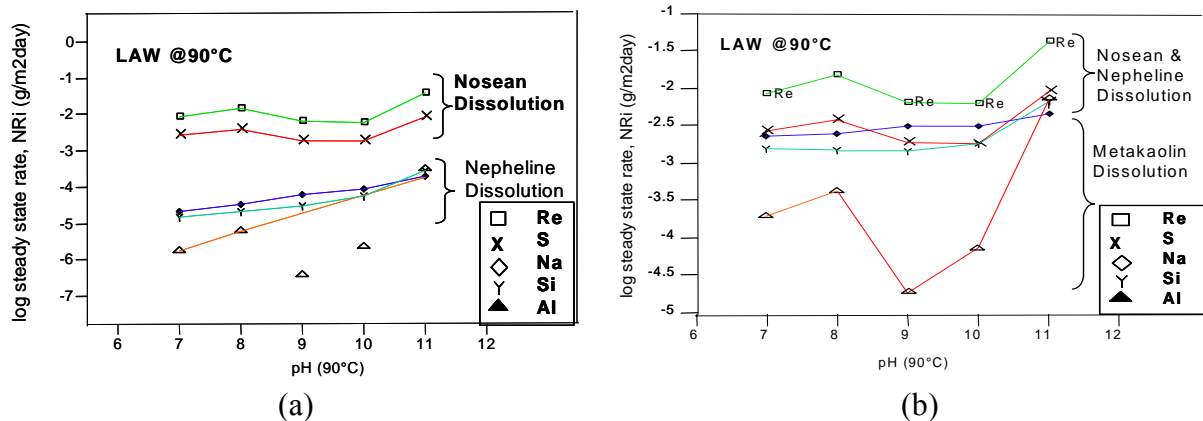 (a)
log steady state rate, NRi (g/m2day)
0
-1
-2
-3
-4
-5
-6
-7
LAW @90°C
Nosean
Dissolution
Nepheline
Dissolution
Re
X S
Na
Si
Al
6 7 8 9 10 11 12
pH (90°C)
(a)
log steady state rate, NRi (g/m2day)
-1
-1.5
-2
-2.5
-3
-3.5
-4
-4.5
-5
LAW @90°C
Re
Re
Re
Re
Nosean &
Nepheline
Dissolution
Metakaolin
Dissolution
Re
X S
Na
Si
Al
6 7 8 9 10 11 12
pH (90°C)
(b)